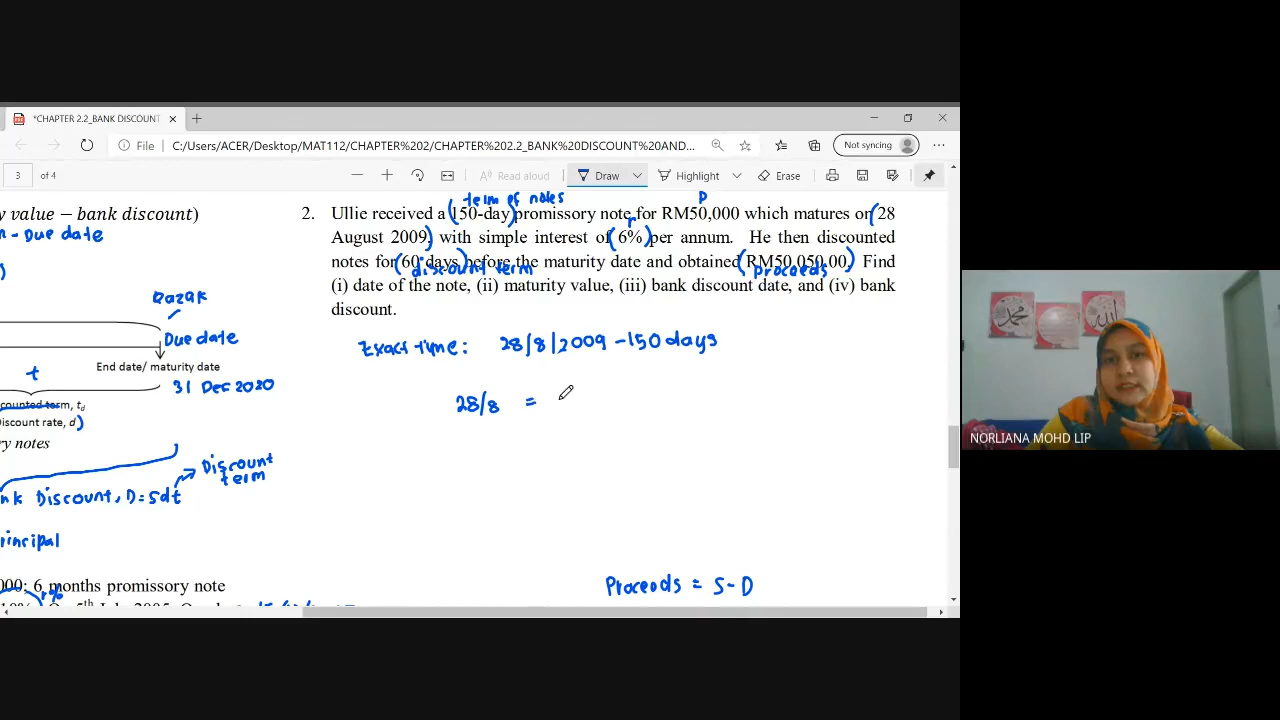 *CHAPTER 2.2_BANK DISCOUNT
File
C:/Users/ACER/Desktop/MAT112/CHAPTER%202/CHAPTER%202.2_BANK%20DISCOUNT%20AND...
Not syncing
3 of 4
Read aloud
Draw
Highlight
Erase
term of notes
P
y value − bank discount)
- Due date
2. Ullie received a (150-day) promissory note for RM50,000 which matures on (28
r
August 2009) with simple interest of (6%) per annum. He then discounted
notes for (60 days) before the maturity date and obtained (RM50,050.00.) Find
discount term
proceeds
(i) date of the note, (ii) maturity value, (iii) bank discount date, and (iv) bank
discount.
Razak
Due date
Exact time: 28/8/2009 - 150 days
t
End date/ maturity date
31 Dec 2020
28/8 =
counted term, td
Discount rate, d)
ry notes
NORLIANA MOHD LIP
Discount
term
nk Discount, D = Sdt
rincipal
000; 6 months promissory note
r%
Proceeds = S - D